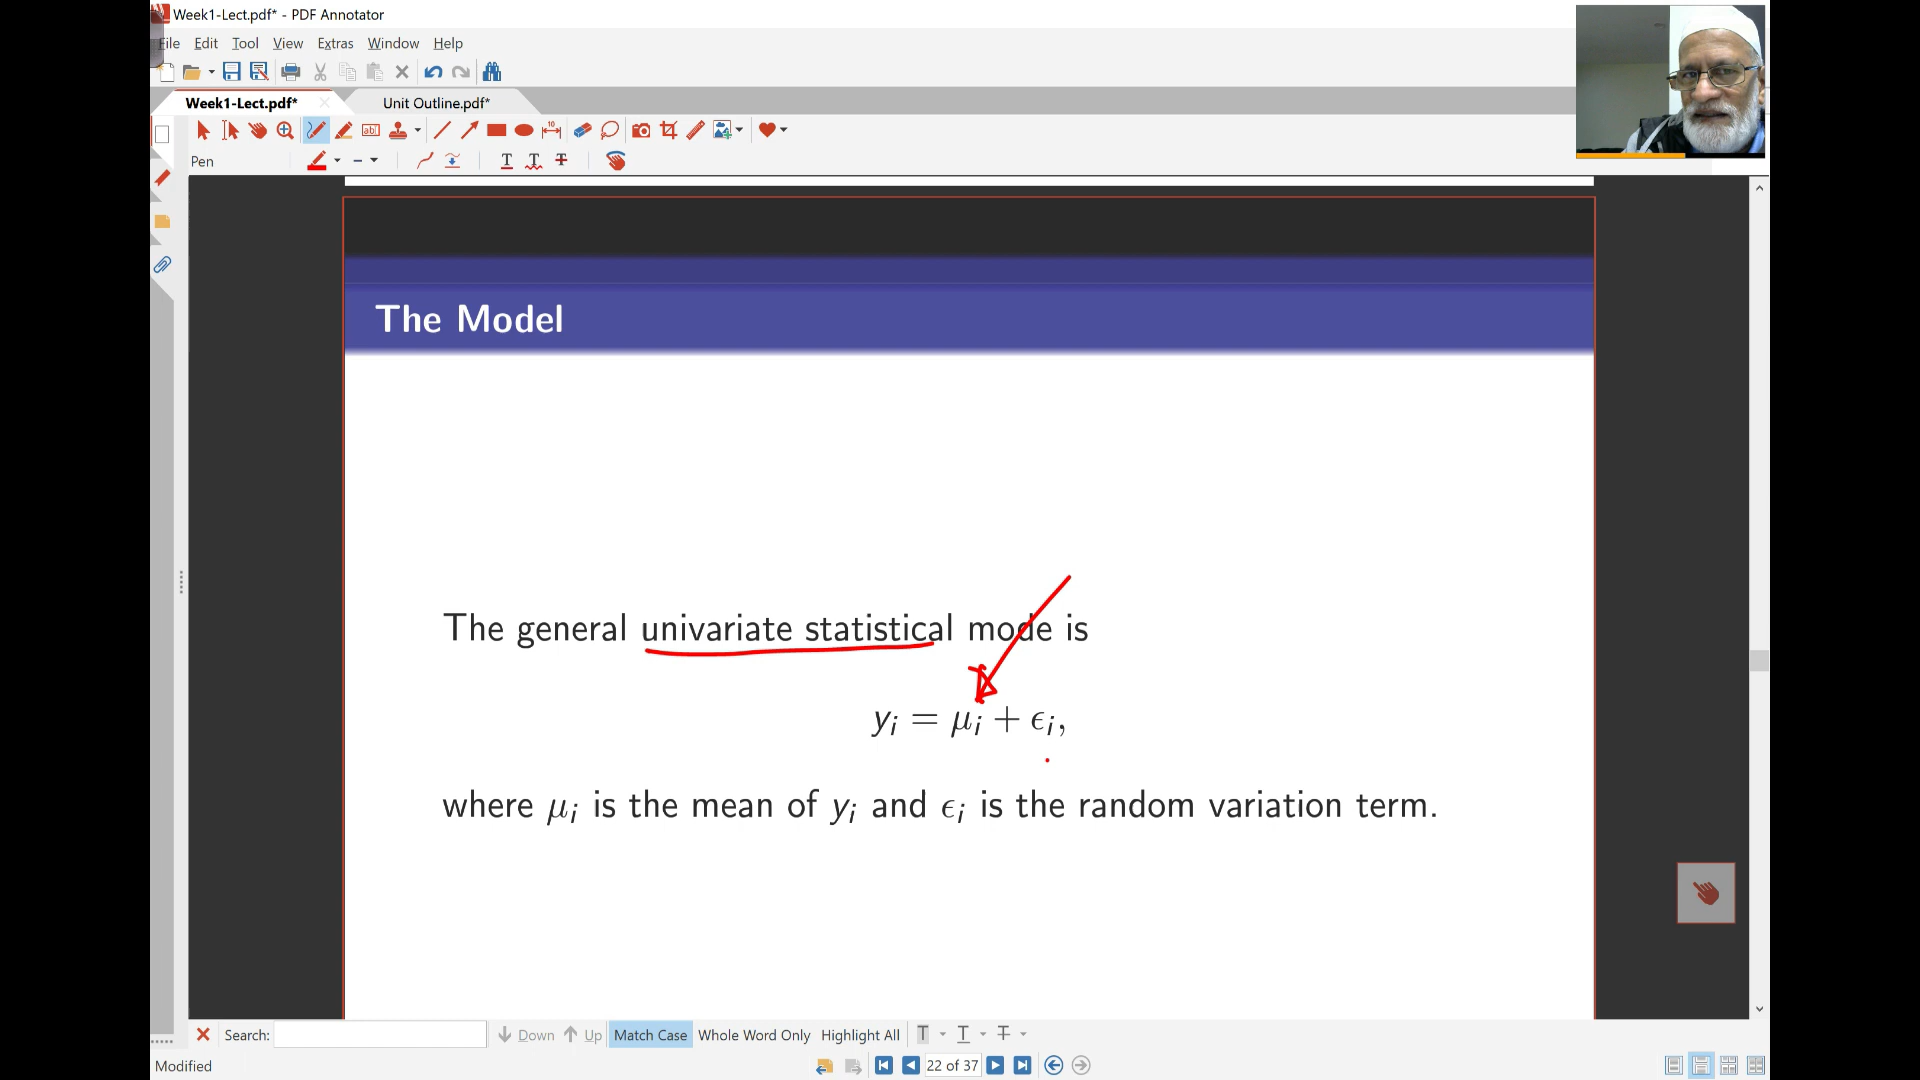 Week1-Lect.pdf* - PDF Annotator
File Edit Tool View Extras Window Help
Week1-Lect.pdf* Unit Outline.pdf*
Pen
The Model
The general univariate statistical mode is
yᵢ = μᵢ + ϵᵢ,
where μᵢ is the mean of yᵢ and ϵᵢ is the random variation term.
Search: Down Up Match Case Whole Word Only Highlight All
Modified 22 of 37